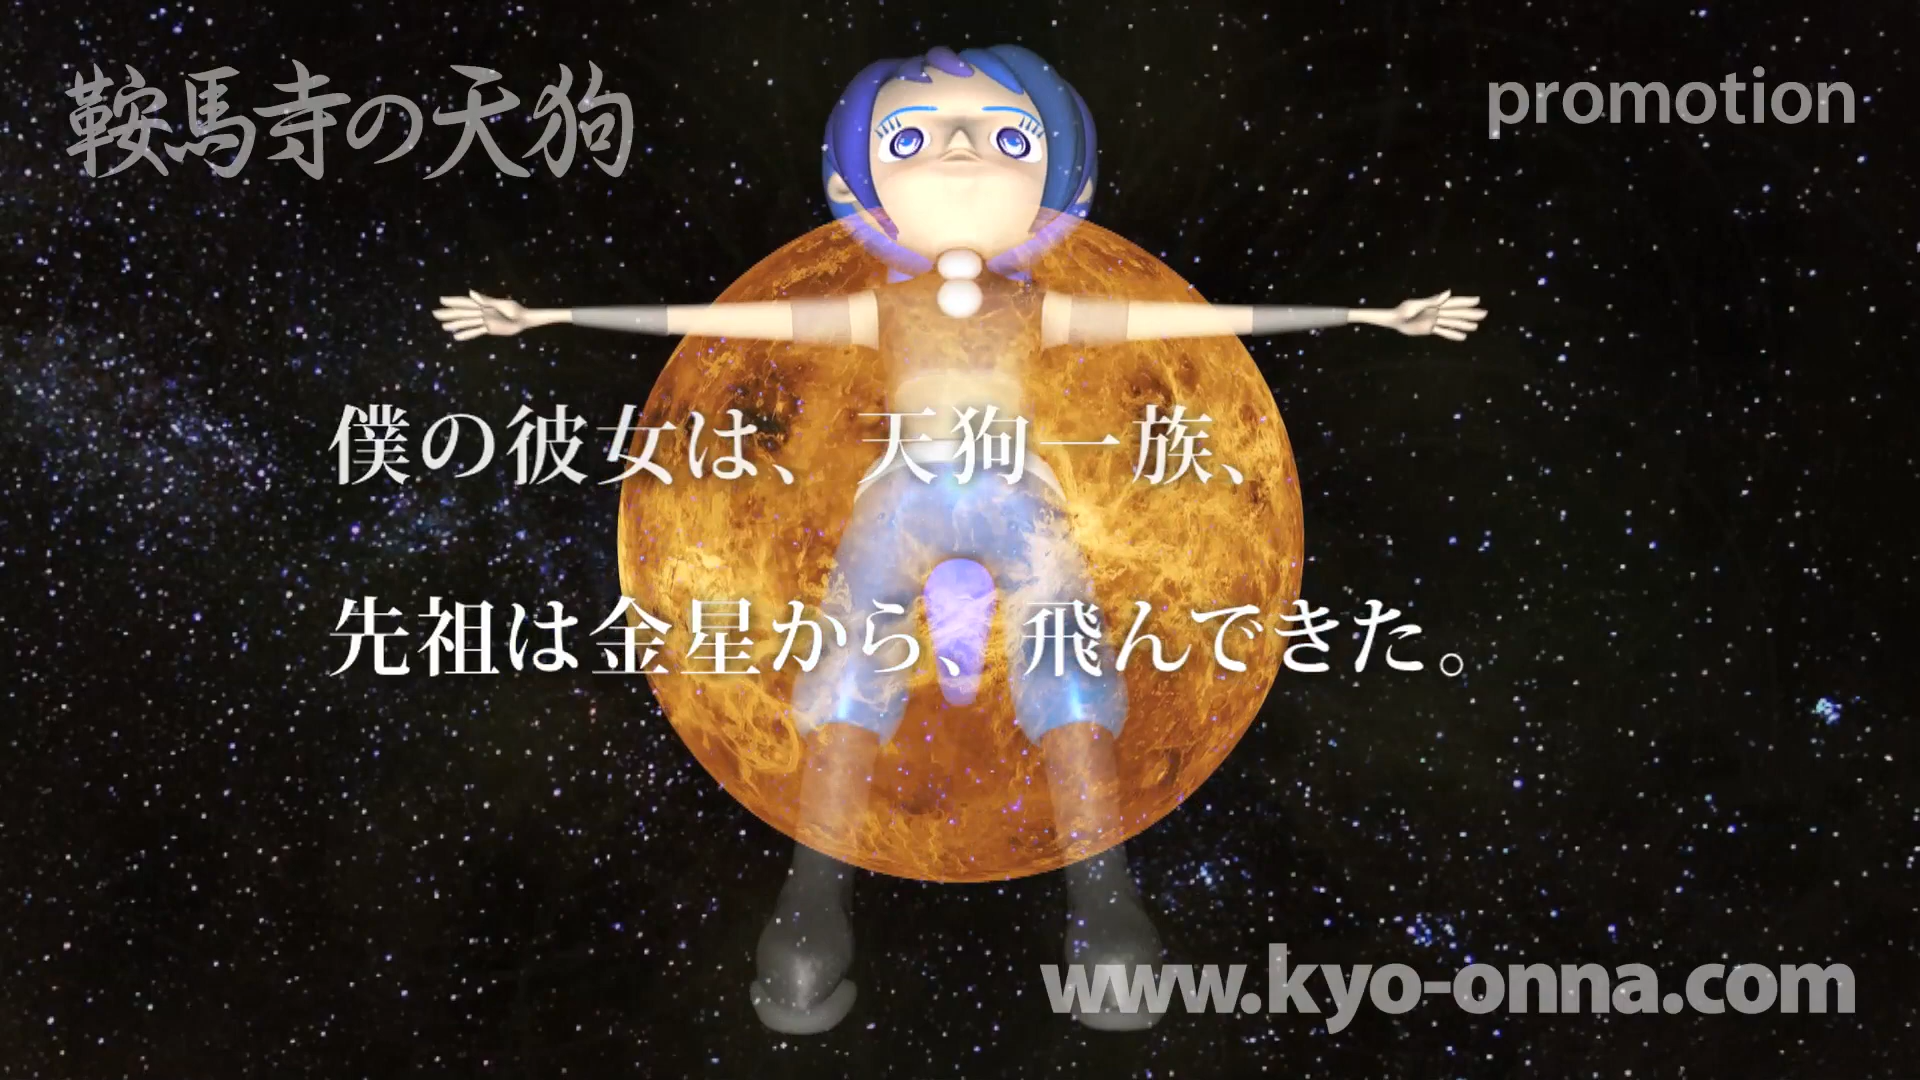 鞍馬寺の天狗
promotion
僕の彼女は、天狗一族、
先祖は金星から、飛んできた。
www.kyo-onna.com